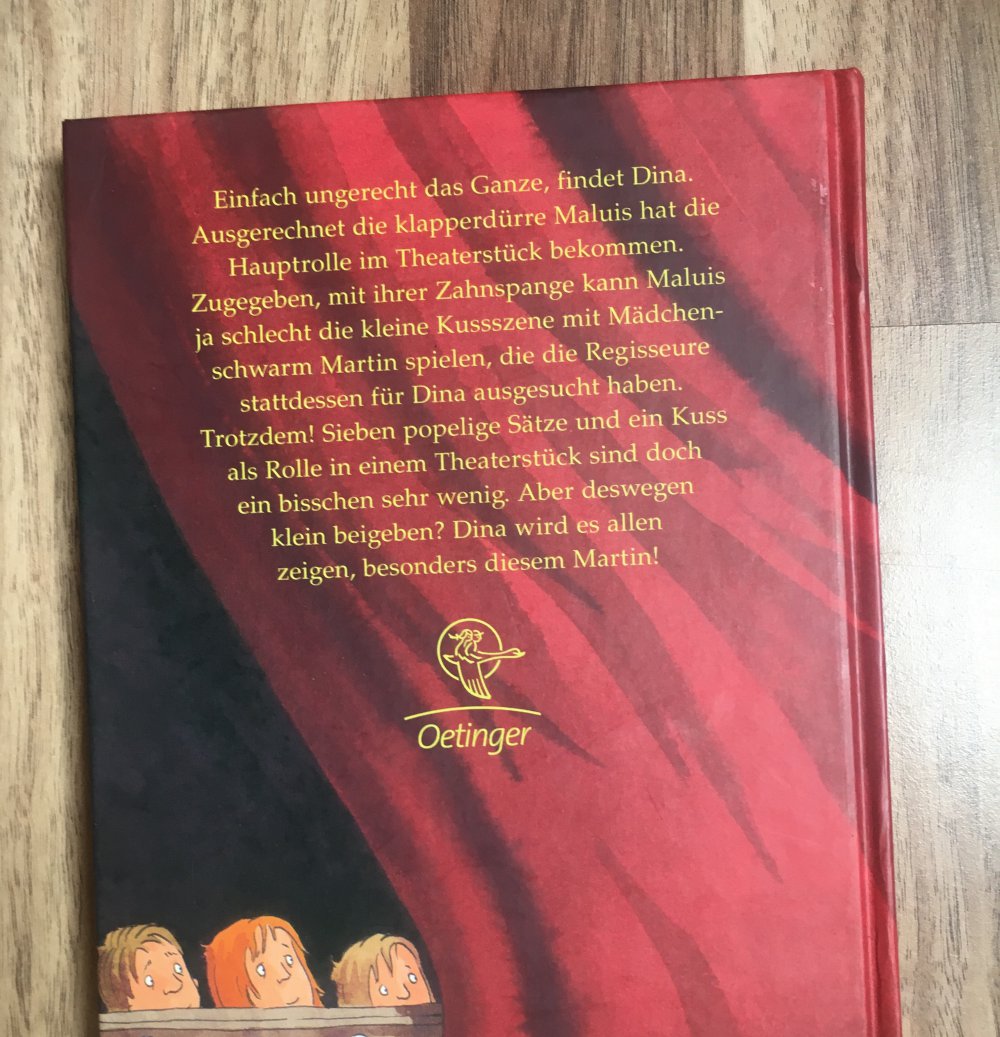 Einfach ungerecht das Ganze, findet Dina.
Ausgerechnet die klapperdürre Maluis hat die
Hauptrolle im Theaterstück bekommen.
Zugegeben, mit ihrer Zahnspange kann Maluis
ja schlecht die kleine Kussszene mit Mädchen-
schwarm Martin spielen, die die Regisseure
stattdessen für Dina ausgesucht haben.
Trotzdem! Sieben popelige Sätze und ein Kuss
als Rolle in einem Theaterstück sind doch
ein bisschen sehr wenig. Aber deswegen
klein beigeben? Dina wird es allen
zeigen, besonders diesem Martin!
Oetinger